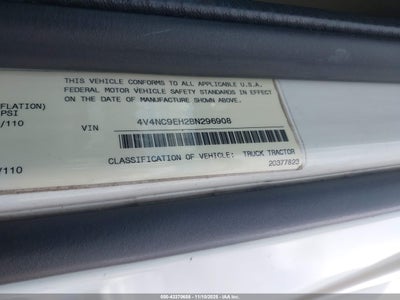 THIS VEHICLE CONFORMS TO ALL APPLICABLE U.S.A.
FEDERAL MOTOR VEHICLE SAFETY STANDARDS IN EFFECT
ON THE DATE OF MANUFACTURE SHOWN ABOVE.
FLATION)
PSI
/110
VIN
4V4NC9EH2BN296908
CLASSIFICATION OF VEHICLE: TRUCK TRACTOR
20377823
/110